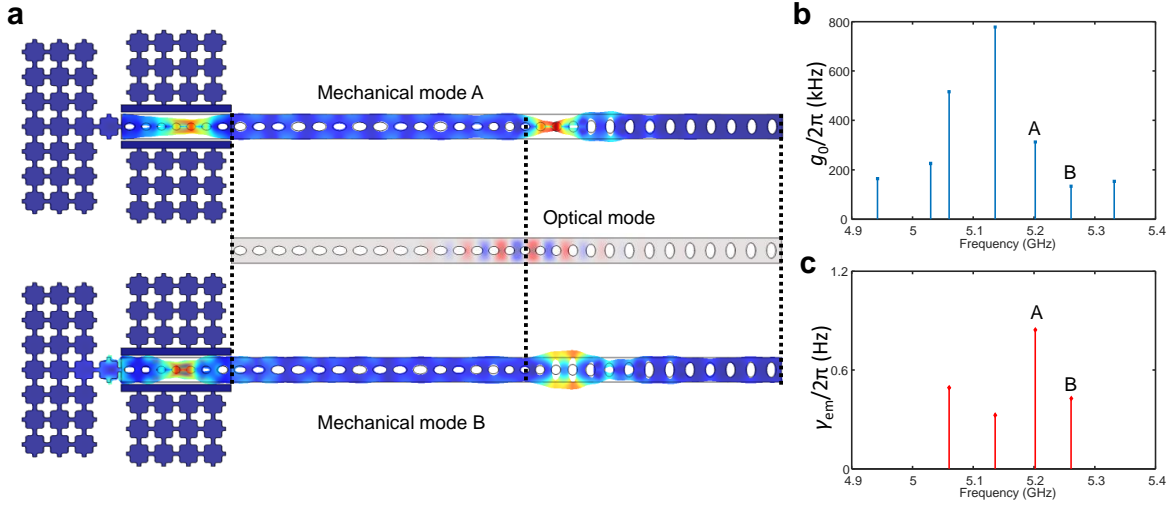 a
Mechanical mode A
Optical mode
Mechanical mode B
b
800
600
400
200
0
g₀/2π (kHz)
A
B
4.9 5 5.1 5.2 5.3 5.4
Frequency (GHz)
c
1.2
0.6
0
γem/2π (Hz)
A
B
4.9 5 5.1 5.2 5.3 5.4
Frequency (GHz)